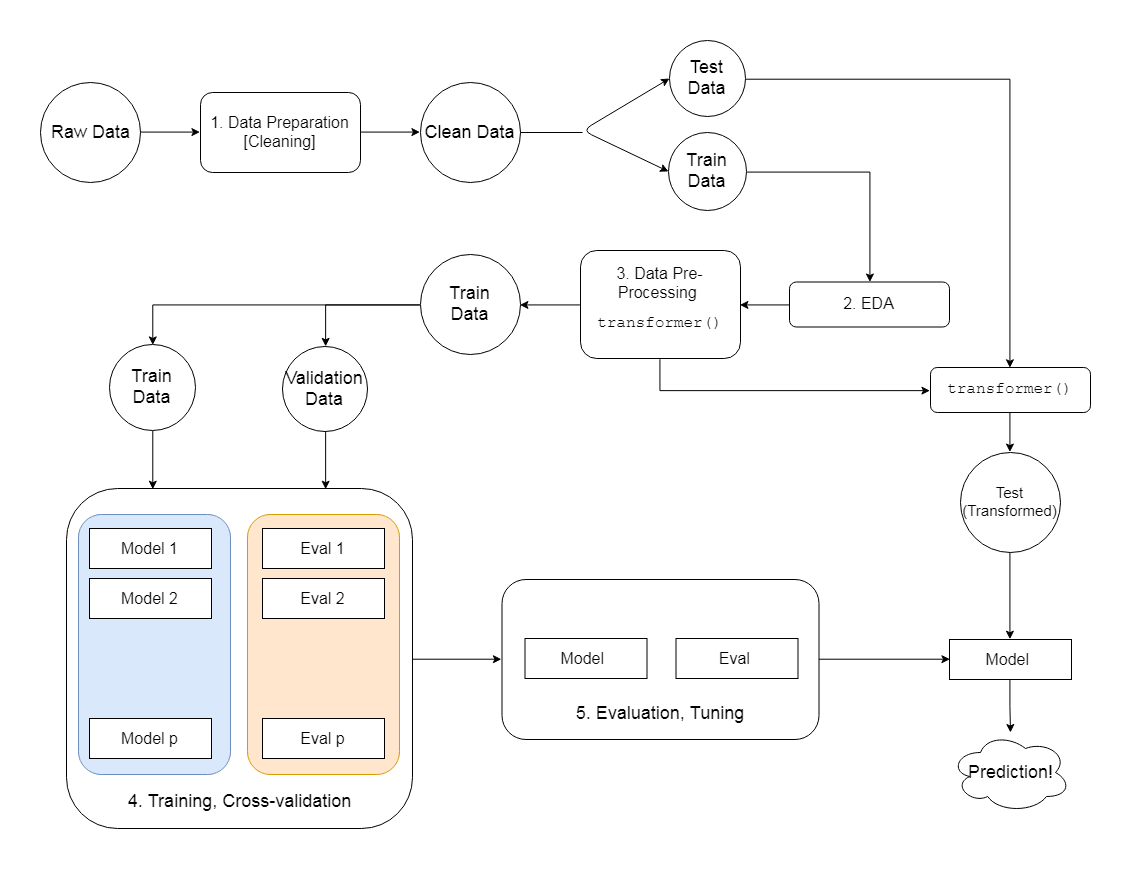 Test
Data
Raw Data
1. Data Preparation
[Cleaning]
Clean Data
Train
Data
3. Data Pre-
Processing
transformer()
2. EDA
Train
Data
Train
Data
Validation
Data
transformer()
Test
(Transformed)
Model 1
Eval 1
Model 2
Eval 2
Model p
Eval p
4. Training, Cross-validation
Model
Eval
5. Evaluation, Tuning
Model
Prediction!